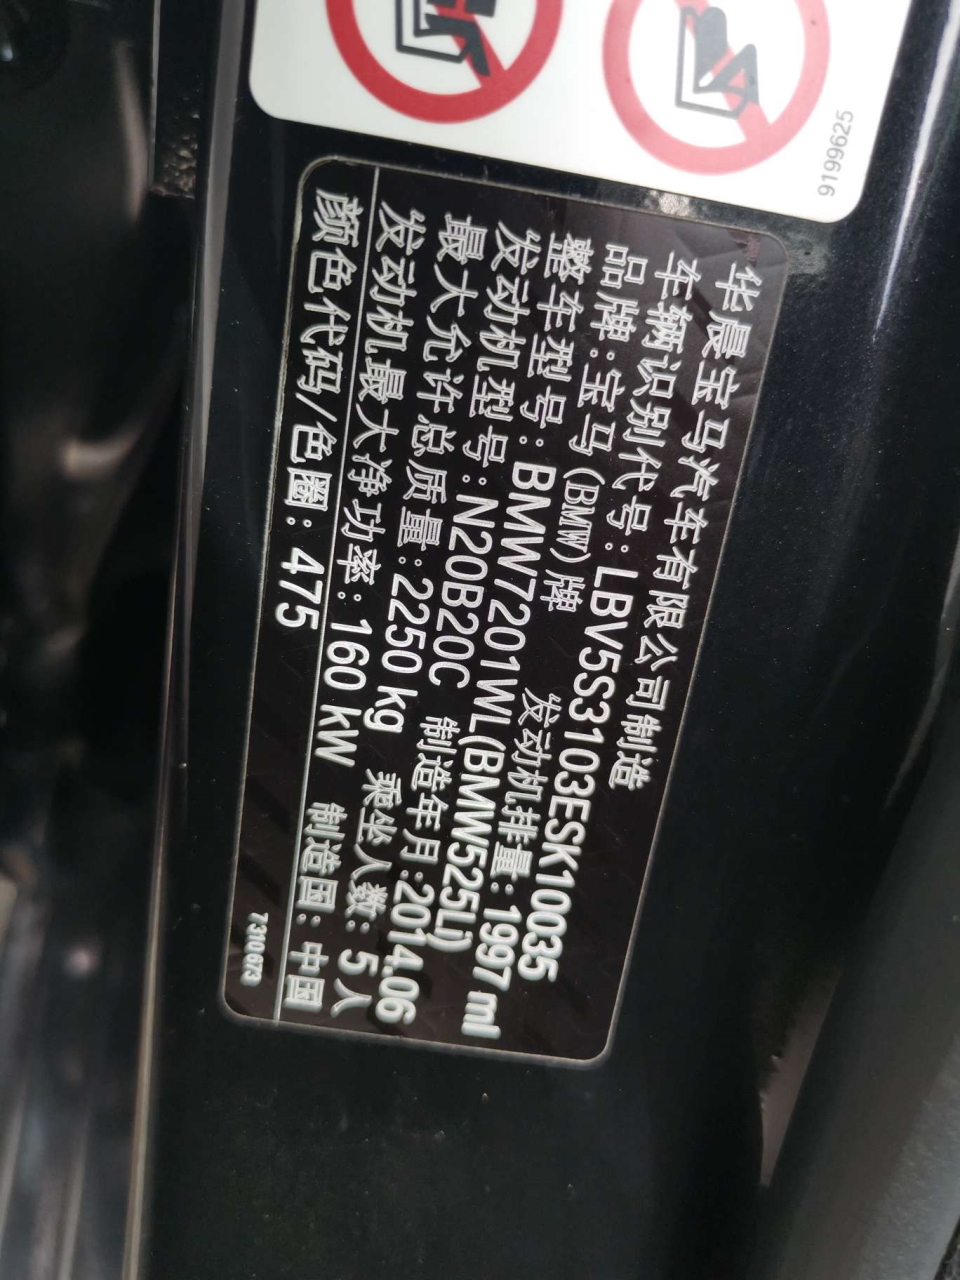 9199625
华晨宝马汽车有限公司制造
车辆识别代号:LBV5S3103ESK10035
品牌:宝马(BMW)牌 发动机排量:1997 ml
整车型号:BMW7201WL(BMW525Li)
发动机型号:N20B20C 制造年月:2014.06
最大允许总质量:2250 kg 乘坐人数:5人
发动机最大净功率:160 kW 制造国:中国
颜色代码/色圈:475
7 310 673